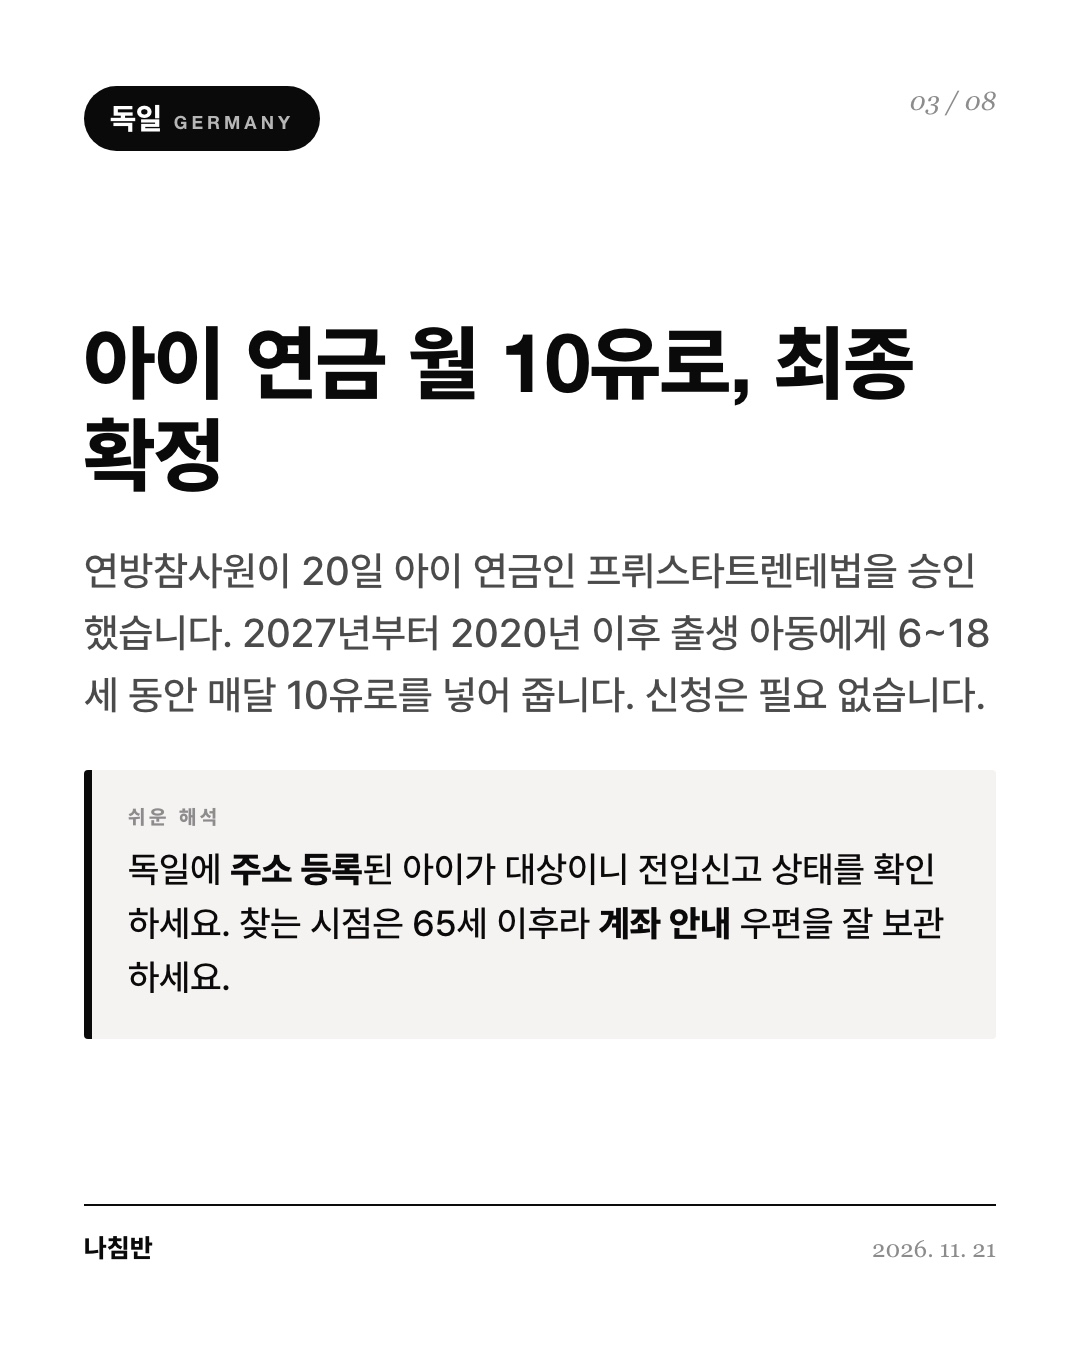 독일 GERMANY
03 / 08
아이 연금 월 10유로, 최종
확정
연방참사원이 20일 아이 연금인 프뤼스타트렌테법을 승인
했습니다. 2027년부터 2020년 이후 출생 아동에게 6~18
세 동안 매달 10유로를 넣어 줍니다. 신청은 필요 없습니다.
쉬운 해석
독일에 주소 등록된 아이가 대상이니 전입신고 상태를 확인
하세요. 찾는 시점은 65세 이후라 계좌 안내 우편을 잘 보관
하세요.
나침반
2026. 11. 21